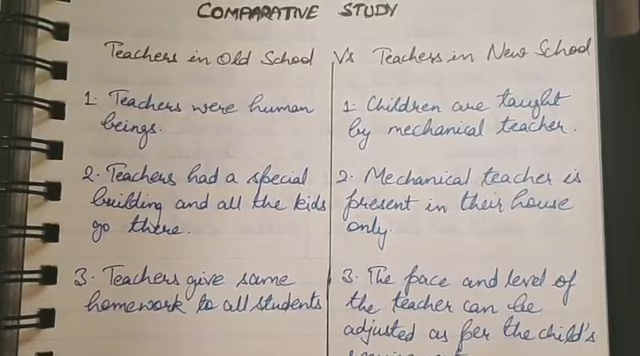 COMPARATIVE STUDY
Teachers in Old School Vs Teachers in New School
1. Teachers were human
beings.
2. Teachers had a special
building and all the kids
go there.
3. Teachers give same
homework to all students
1. Children are taught
by mechanical teacher.
2. Mechanical teacher is
present in their house
only.
3. The pace and level of
the teacher can be
adjusted as per the child's